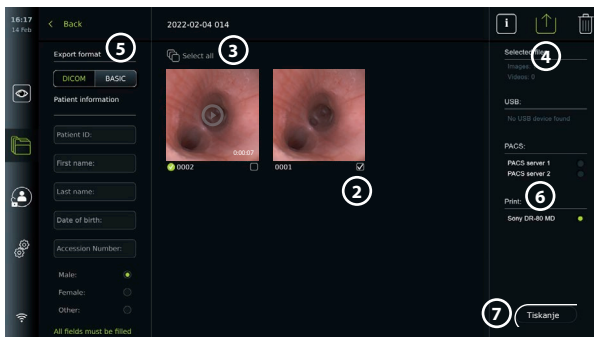 16:17
14 Feb
Back
2022-02-04 014
i
Export format
5
DICOM BASIC
Patient information
Patient ID:
First name:
Last name:
Date of birth:
Accession Number:
Male:
Female:
Other:
All fields must be filled
Select all
3
0:00:07
0002
0001
2
4
Selected files
Images:
Videos: 0
USB:
No USB device found
PACS:
PACS server 1
PACS server 2
6
Print:
Sony DR-80 MD
7
Tiskanje